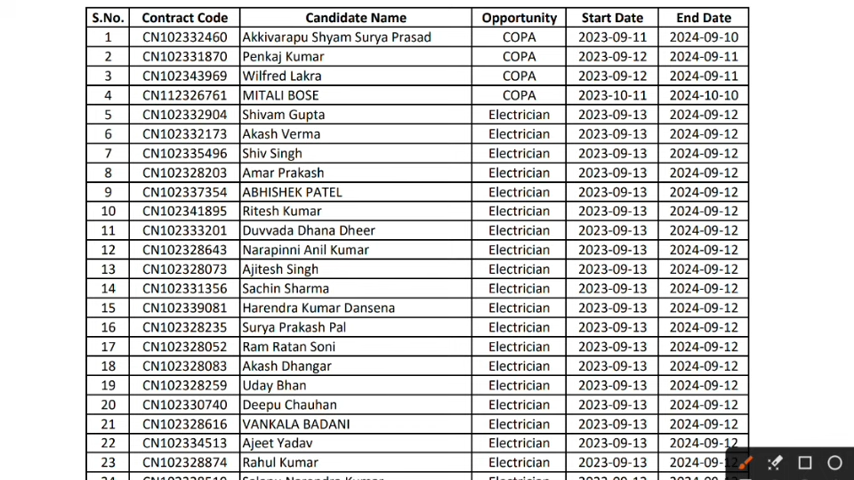 S.No. Contract Code Candidate Name Opportunity Start Date End Date
1 CN102332460 Akkivarapu Shyam Surya Prasad COPA 2023-09-11 2024-09-10
2 CN102331870 Penkaj Kumar COPA 2023-09-12 2024-09-11
3 CN102343969 Wilfred Lakra COPA 2023-09-12 2024-09-11
4 CN112326761 MITALI BOSE COPA 2023-10-11 2024-10-10
5 CN102332904 Shivam Gupta Electrician 2023-09-13 2024-09-12
6 CN102332173 Akash Verma Electrician 2023-09-13 2024-09-12
7 CN102335496 Shiv Singh Electrician 2023-09-13 2024-09-12
8 CN102328203 Amar Prakash Electrician 2023-09-13 2024-09-12
9 CN102337354 ABHISHEK PATEL Electrician 2023-09-13 2024-09-12
10 CN102341895 Ritesh Kumar Electrician 2023-09-13 2024-09-12
11 CN102333201 Duvvada Dhana Dheer Electrician 2023-09-13 2024-09-12
12 CN102328643 Narapinni Anil Kumar Electrician 2023-09-13 2024-09-12
13 CN102328073 Ajitesh Singh Electrician 2023-09-13 2024-09-12
14 CN102331356 Sachin Sharma Electrician 2023-09-13 2024-09-12
15 CN102339081 Harendra Kumar Dansena Electrician 2023-09-13 2024-09-12
16 CN102328235 Surya Prakash Pal Electrician 2023-09-13 2024-09-12
17 CN102328052 Ram Ratan Soni Electrician 2023-09-13 2024-09-12
18 CN102328083 Akash Dhangar Electrician 2023-09-13 2024-09-12
19 CN102328259 Uday Bhan Electrician 2023-09-13 2024-09-12
20 CN102330740 Deepu Chauhan Electrician 2023-09-13 2024-09-12
21 CN102328616 VANKALA BADANI Electrician 2023-09-13 2024-09-12
22 CN102334513 Ajeet Yadav Electrician 2023-09-13 2024-09-12
23 CN102328874 Rahul Kumar Electrician 2023-09-13 2024-09-12